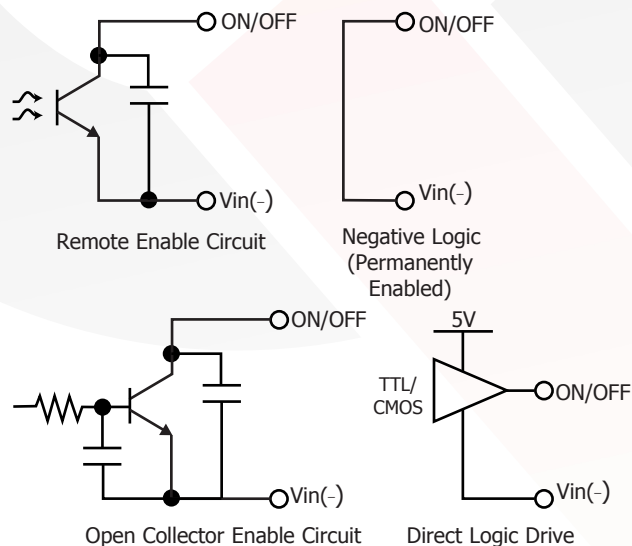 ON/OFF
Vin(-)
Remote Enable Circuit
ON/OFF
Vin(-)
Negative Logic
(Permanently
Enabled)
ON/OFF
Vin(-)
Open Collector Enable Circuit
5V
TTL/
CMOS
ON/OFF
Vin(-)
Direct Logic Drive